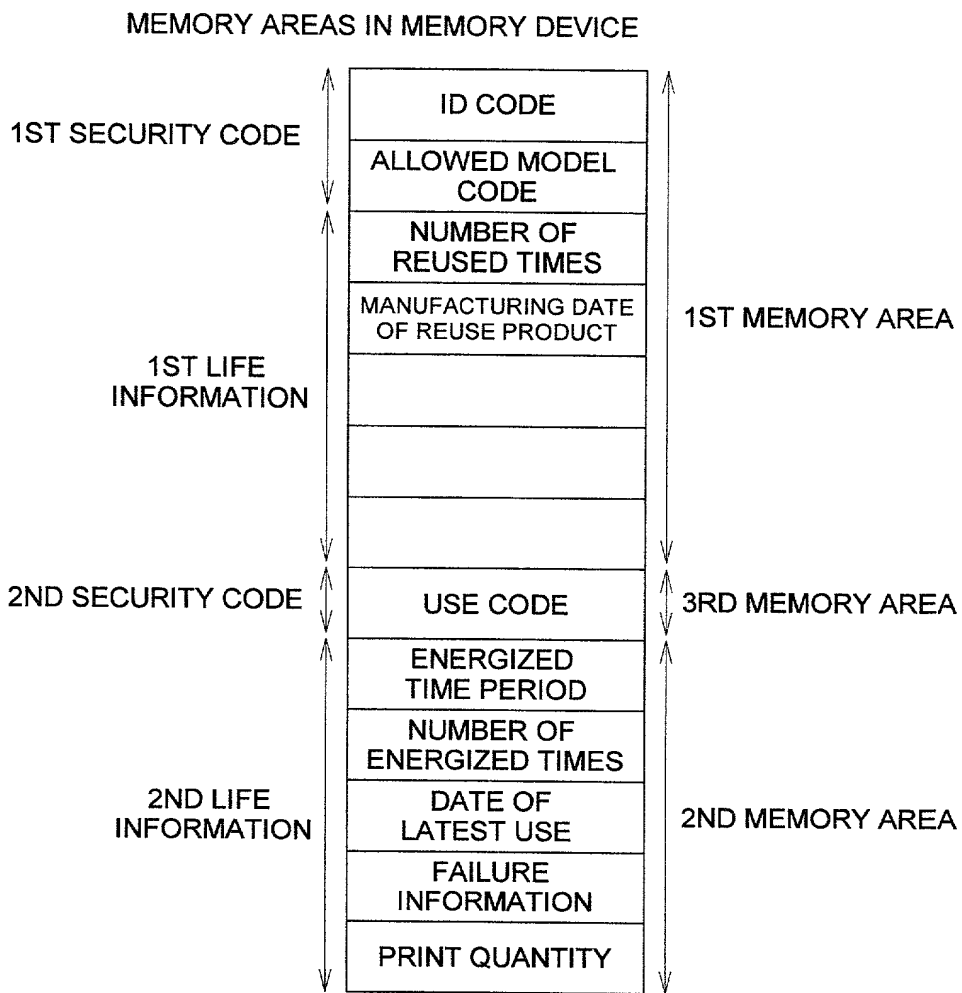 MEMORY AREAS IN MEMORY DEVICE
ID CODE
1ST SECURITY CODE
ALLOWED MODEL
CODE
NUMBER OF
REUSED TIMES
MANUFACTURING DATE
OF REUSE PRODUCT
1ST MEMORY AREA
1ST LIFE
INFORMATION
2ND SECURITY CODE
USE CODE
3RD MEMORY AREA
ENERGIZED
TIME PERIOD
NUMBER OF
ENERGIZED TIMES
2ND LIFE
INFORMATION
DATE OF
LATEST USE
2ND MEMORY AREA
FAILURE
INFORMATION
PRINT QUANTITY